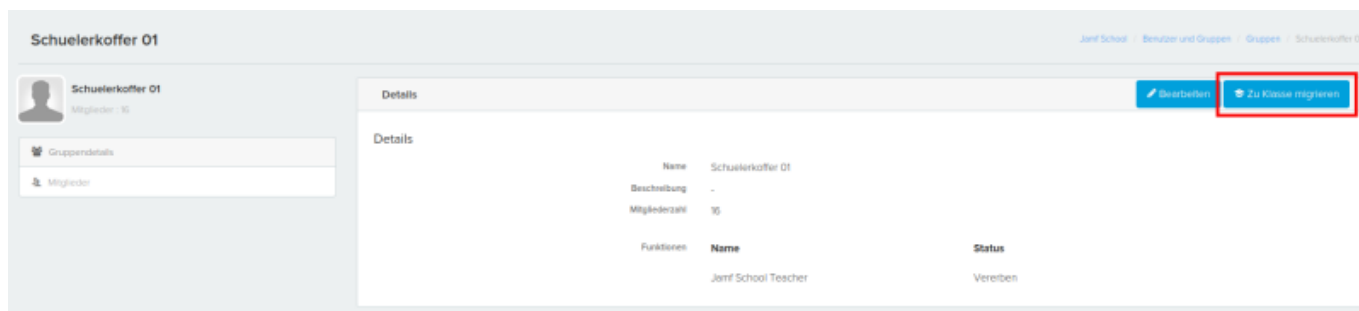 Schuelerkoffer 01
Jamf School / Benutzer und Gruppen / Gruppen / Schuelerkoffer 0
Schuelerkoffer 01
Mitglieder : 16
Gruppendetails
Mitglieder
Details
Bearbeiten
Zu Klasse migrieren
Details
Name Schuelerkoffer 01
Beschreibung -
Mitgliederzahl 16
Funktionen Name Status
Jamf School Teacher Vererben